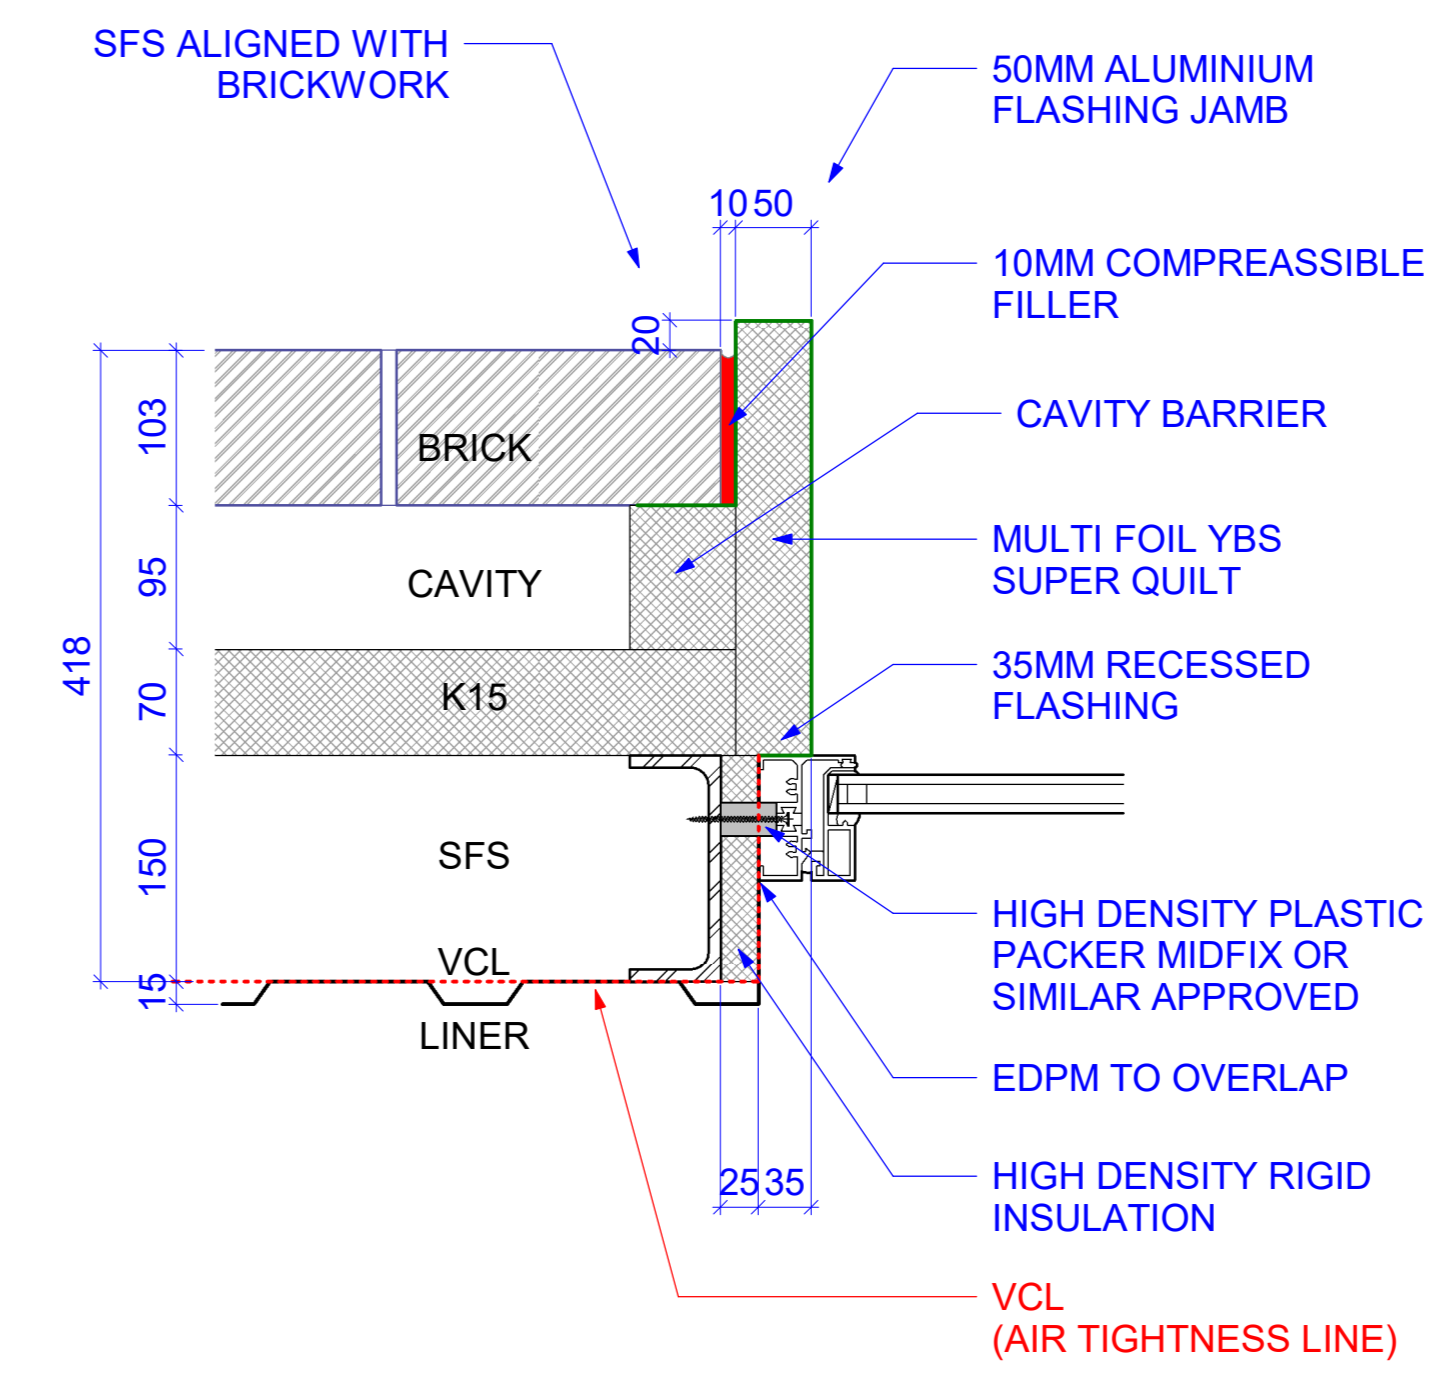 SFS ALIGNED WITH
BRICKWORK
50MM ALUMINIUM
FLASHING JAMB
10 50
10MM COMPREASSIBLE
FILLER
20
103
BRICK
CAVITY BARRIER
95
CAVITY
MULTI FOIL YBS
SUPER QUILT
418
70
K15
35MM RECESSED
FLASHING
150
SFS
HIGH DENSITY PLASTIC
PACKER MIDFIX OR
SIMILAR APPROVED
VCL
15
LINER
EDPM TO OVERLAP
25 35
HIGH DENSITY RIGID
INSULATION
VCL
(AIR TIGHTNESS LINE)